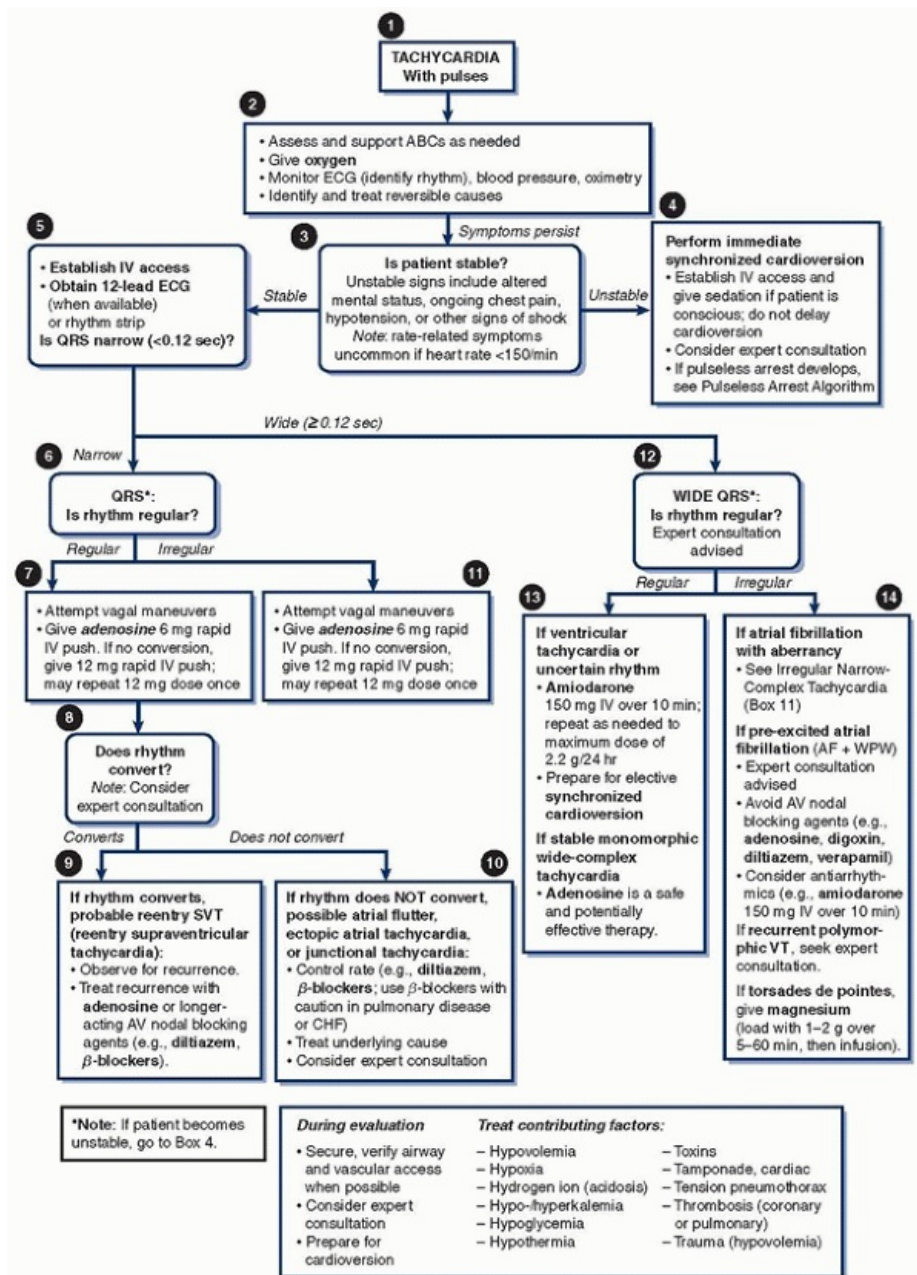 1
TACHYCARDIA
With pulses
2
• Assess and support ABCs as needed
• Give oxygen
• Monitor ECG (identify rhythm), blood pressure, oximetry
• Identify and treat reversible causes
Symptoms persist
3
Is patient stable?
Unstable signs include altered
mental status, ongoing chest pain,
hypotension, or other signs of shock
Note: rate-related symptoms
uncommon if heart rate <150/min
Stable
Unstable
4
Perform immediate
synchronized cardioversion
• Establish IV access and
give sedation if patient is
conscious; do not delay
cardioversion
• Consider expert consultation
• If pulseless arrest develops,
see Pulseless Arrest Algorithm
5
• Establish IV access
• Obtain 12-lead ECG
(when available)
or rhythm strip
Is QRS narrow (<0.12 sec)?
Wide (≥0.12 sec)
Narrow
6
QRS*:
Is rhythm regular?
Regular
Irregular
7
• Attempt vagal maneuvers
• Give adenosine 6 mg rapid
IV push. If no conversion,
give 12 mg rapid IV push;
may repeat 12 mg dose once
11
• Attempt vagal maneuvers
• Give adenosine 6 mg rapid
IV push. If no conversion,
give 12 mg rapid IV push;
may repeat 12 mg dose once
8
Does rhythm
convert?
Note: Consider
expert consultation
Converts
Does not convert
9
If rhythm converts,
probable reentry SVT
(reentry supraventricular
tachycardia):
• Observe for recurrence.
• Treat recurrence with
adenosine or longer-
acting AV nodal blocking
agents (e.g., diltiazem,
β-blockers).
10
If rhythm does NOT convert,
possible atrial flutter,
ectopic atrial tachycardia,
or junctional tachycardia:
• Control rate (e.g., diltiazem,
β-blockers; use β-blockers with
caution in pulmonary disease
or CHF)
• Treat underlying cause
• Consider expert consultation
12
WIDE QRS*:
Is rhythm regular?
Expert consultation
advised
Regular
Irregular
13
If ventricular
tachycardia or
uncertain rhythm
• Amiodarone
150 mg IV over 10 min;
repeat as needed to
maximum dose of
2.2 g/24 hr
• Prepare for elective
synchronized
cardioversion
If stable monomorphic
wide-complex
tachycardia
• Adenosine is a safe
and potentially
effective therapy.
14
If atrial fibrillation
with aberrancy
• See Irregular Narrow-
Complex Tachycardia
(Box 11)
If pre-excited atrial
fibrillation (AF + WPW)
• Expert consultation
advised
• Avoid AV nodal
blocking agents (e.g.,
adenosine, digoxin,
diltiazem, verapamil)
• Consider antiarrhyth-
mics (e.g., amiodarone
150 mg IV over 10 min)
If recurrent polymor-
phic VT, seek expert
consultation.
If torsades de pointes,
give magnesium
(load with 1–2 g over
5–60 min, then infusion).
*Note: If patient becomes
unstable, go to Box 4.
During evaluation
• Secure, verify airway
and vascular access
when possible
• Consider expert
consultation
• Prepare for
cardioversion
Treat contributing factors:
– Hypovolemia
– Hypoxia
– Hydrogen ion (acidosis)
– Hypo-/hyperkalemia
– Hypoglycemia
– Hypothermia
– Toxins
– Tamponade, cardiac
– Tension pneumothorax
– Thrombosis (coronary
or pulmonary)
– Trauma (hypovolemia)